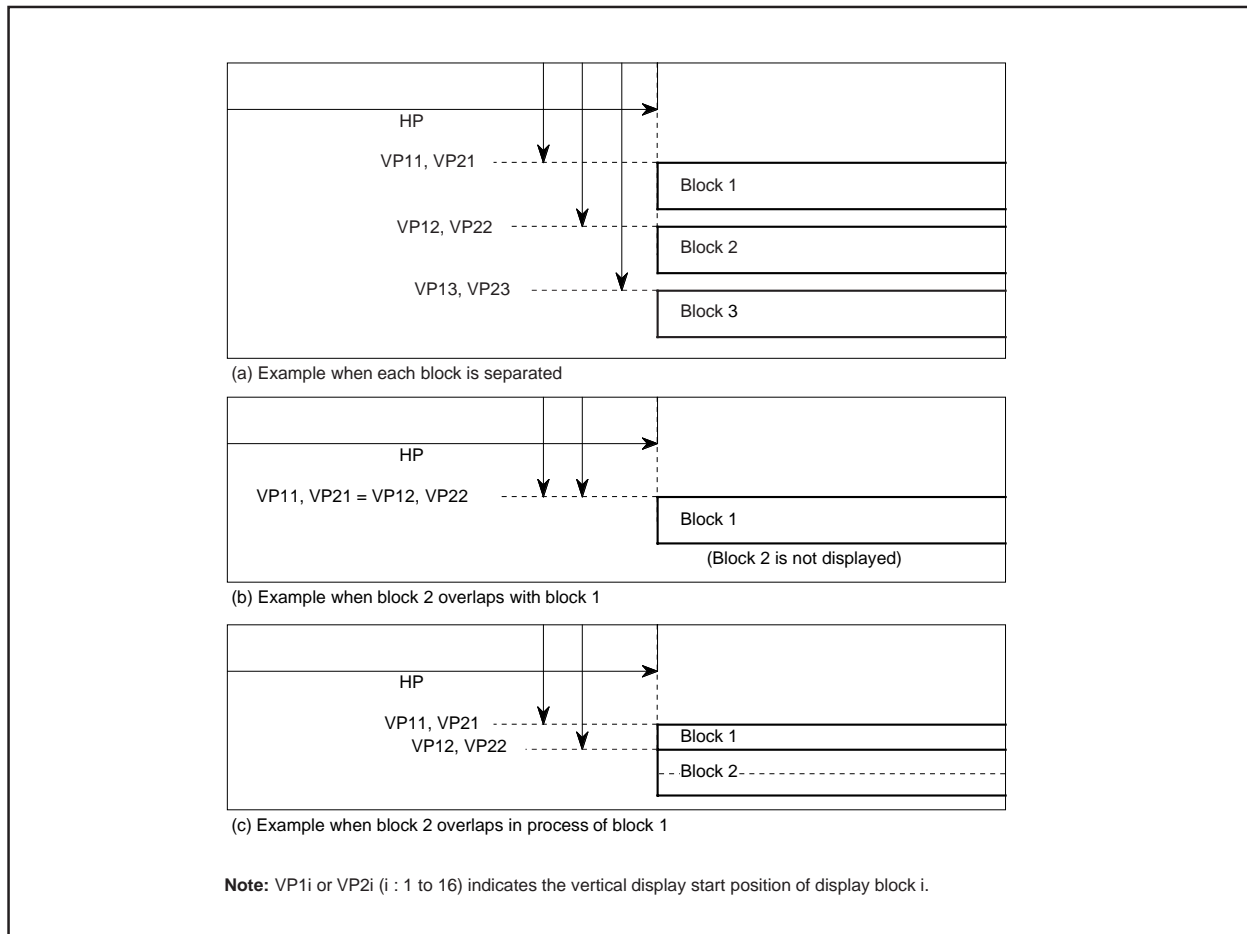 HP
VP11, VP21
Block 1
VP12, VP22
Block 2
VP13, VP23
Block 3
(a) Example when each block is separated
HP
VP11, VP21 = VP12, VP22
Block 1
(Block 2 is not displayed)
(b) Example when block 2 overlaps with block 1
HP
VP11, VP21
Block 1
VP12, VP22
Block 2
(c) Example when block 2 overlaps in process of block 1
Note: VP1i or VP2i (i : 1 to 16) indicates the vertical display start position of display block i.